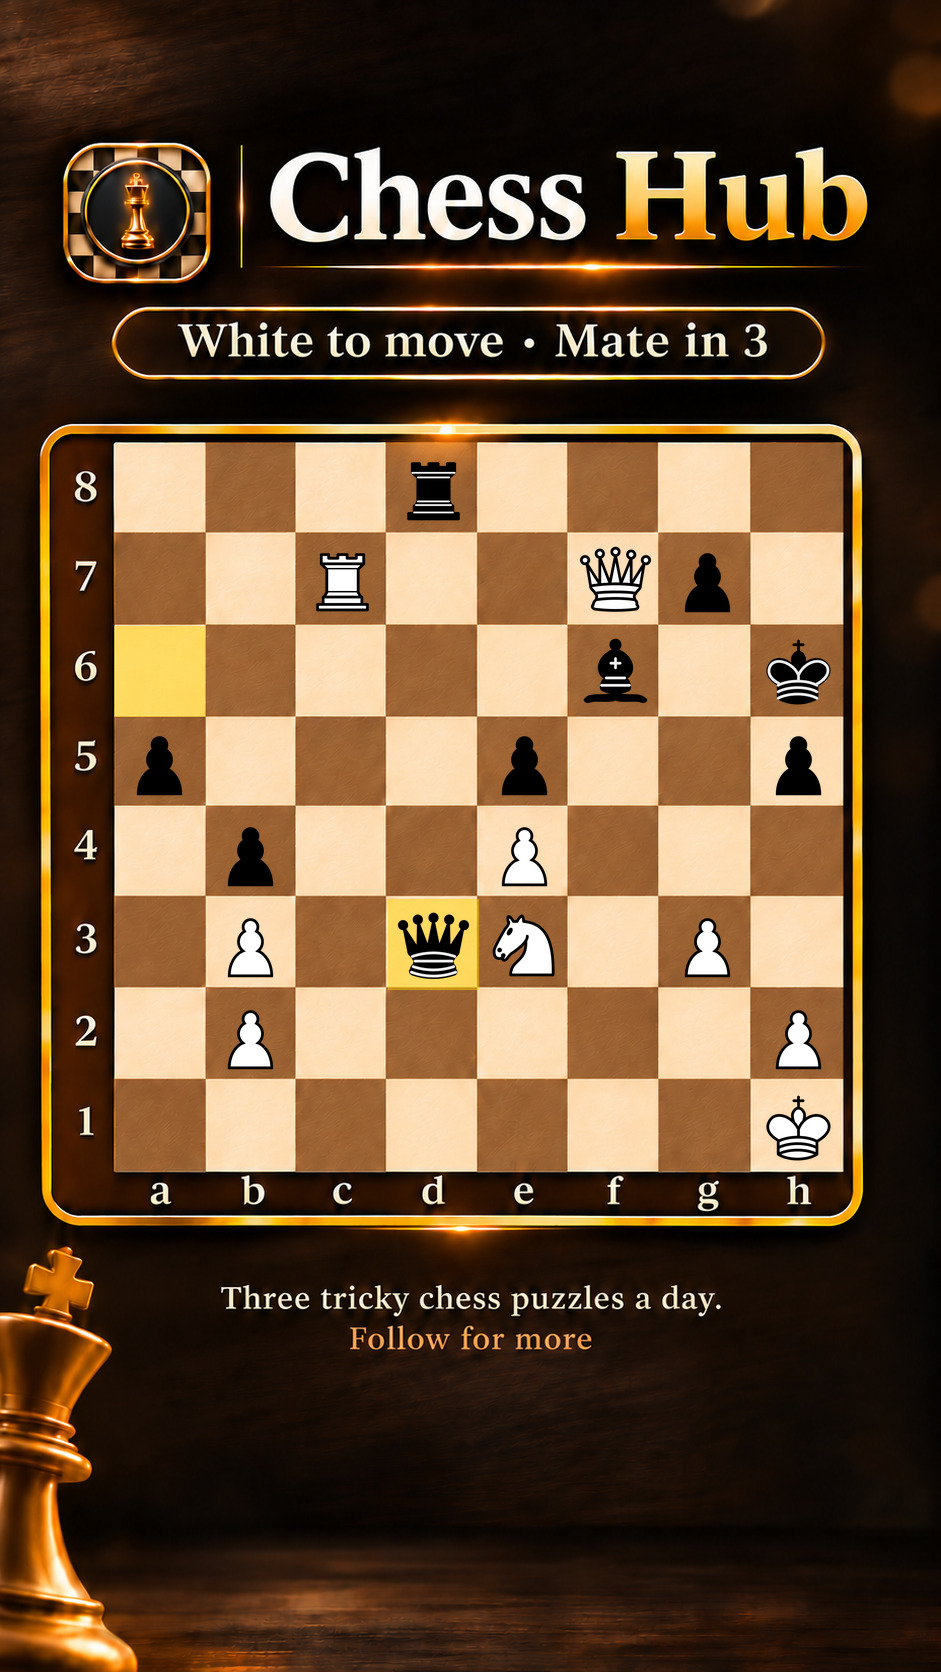 Chess Hub
White to move • Mate in 3
8
7
6
5
4
3
2
1
a b c d e f g h
Three tricky chess puzzles a day.
Follow for more